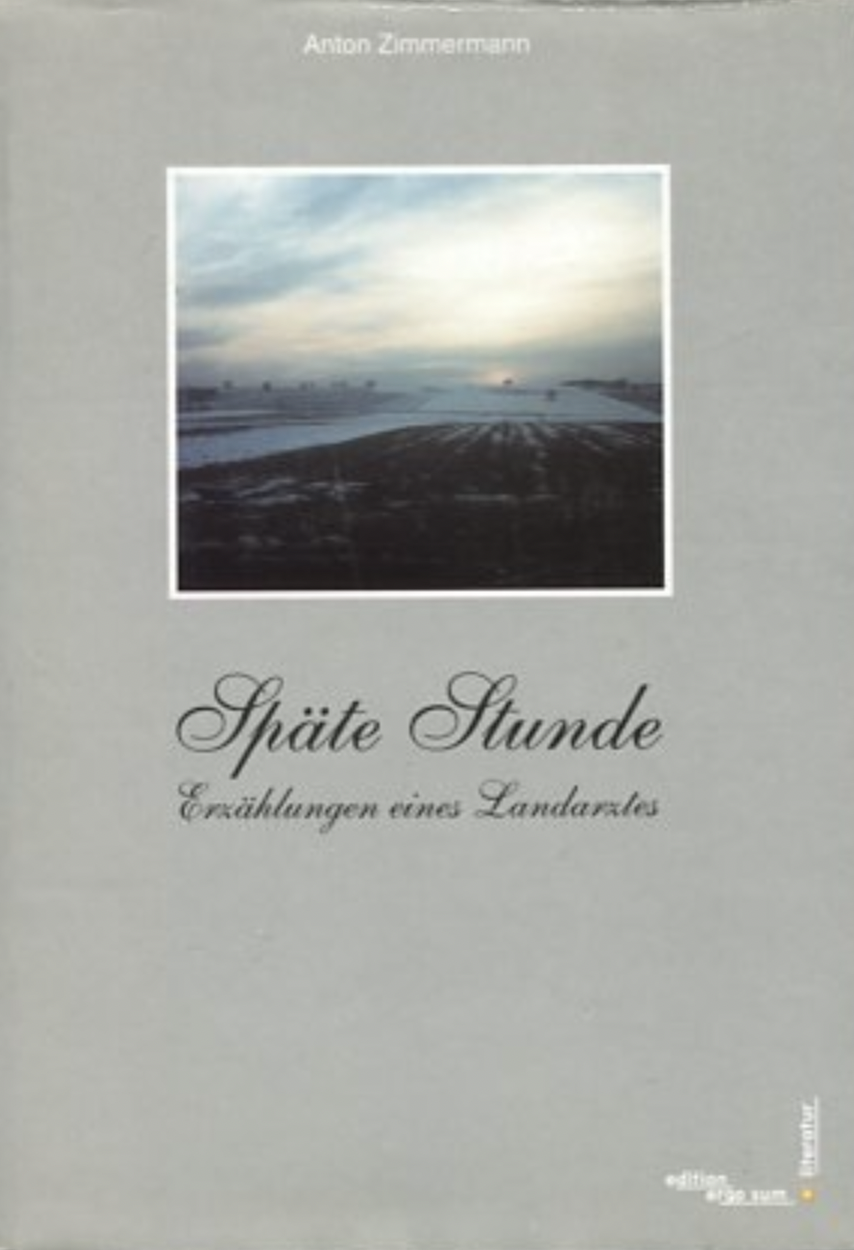 Anton Zimmermann
Späte Stunde
Erzählungen eines Landarztes
literatur
edition
ergo sum